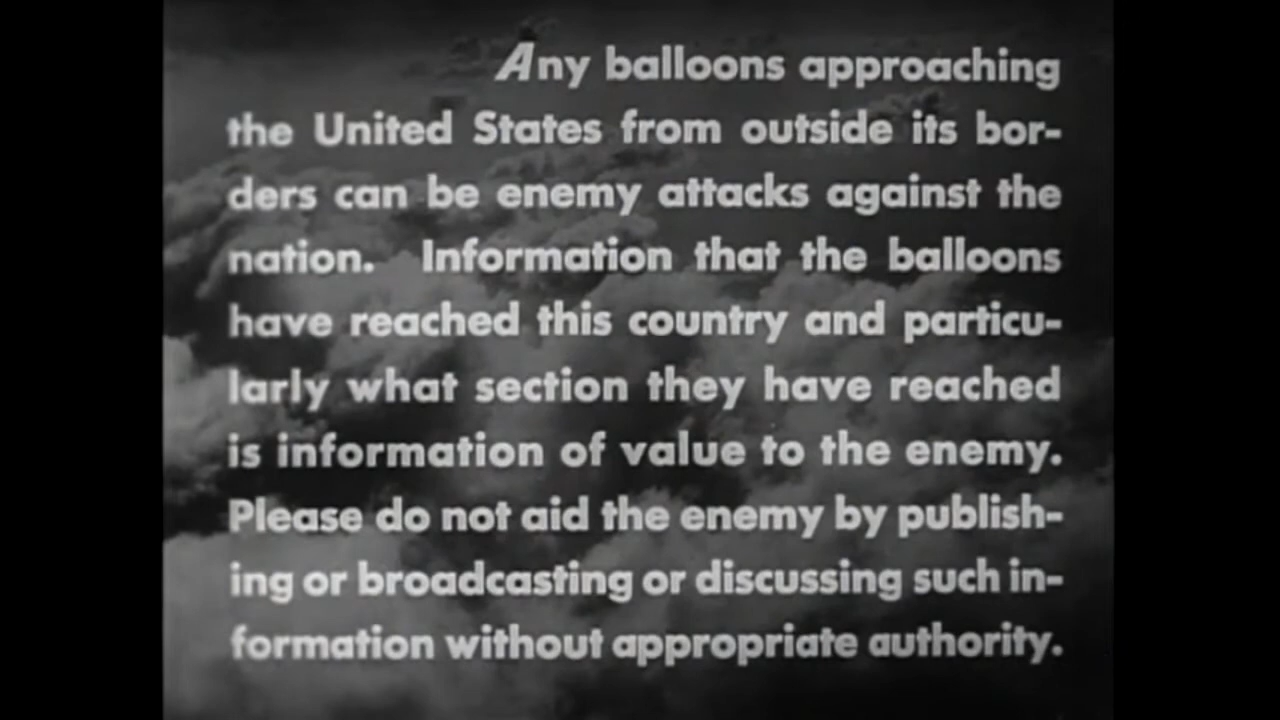 Any balloons approaching
the United States from outside its bor-
ders can be enemy attacks against the
nation. Information that the balloons
have reached this country and particu-
larly what section they have reached
is information of value to the enemy.
Please do not aid the enemy by publish-
ing or broadcasting or discussing such in-
formation without appropriate authority.